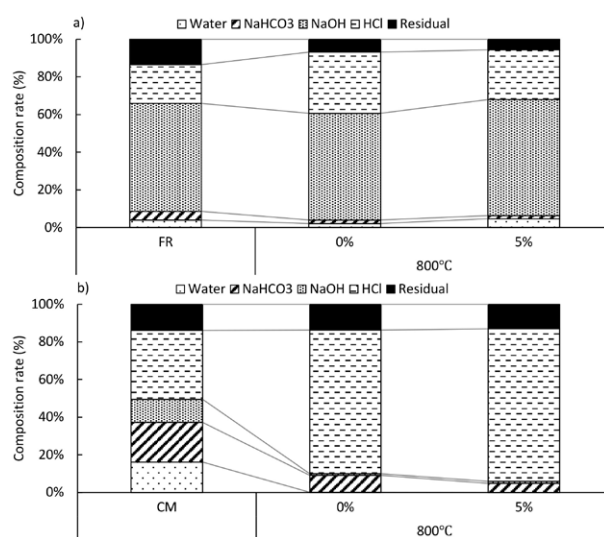 a)
Water NaHCO3 NaOH HCl Residual
100%
80%
60%
40%
20%
0%
Composition rate (%)
FR 0% 5%
800℃
b)
Water NaHCO3 NaOH HCl Residual
100%
80%
60%
40%
20%
0%
Composition rate (%)
CM 0% 5%
800℃